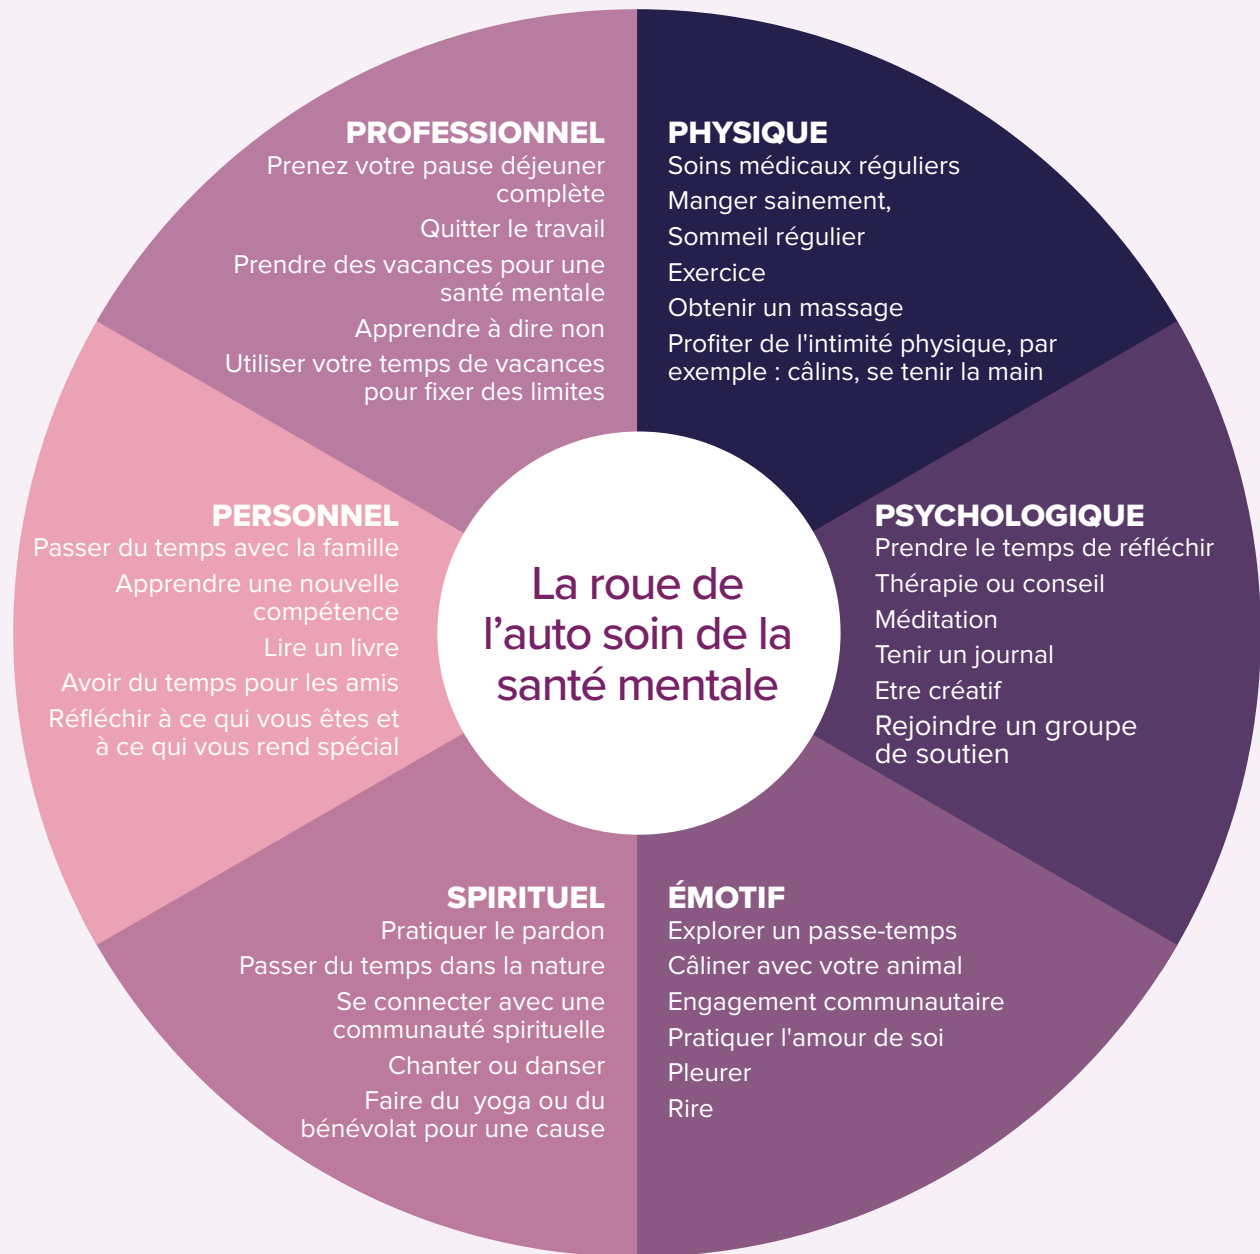 PROFESSIONNEL
Prenez votre pause déjeuner
complète
Quitter le travail
Prendre des vacances pour une
santé mentale
Apprendre à dire non
Utiliser votre temps de vacances
pour fixer des limites
PHYSIQUE
Soins médicaux réguliers
Manger sainement,
Sommeil régulier
Exercice
Obtenir un massage
Profiter de l'intimité physique, par
exemple : câlins, se tenir la main
PERSONNEL
Passer du temps avec la famille
Apprendre une nouvelle
compétence
Lire un livre
Avoir du temps pour les amis
Réfléchir à ce qui vous êtes et
à ce qui vous rend spécial
La roue de
l’auto soin de la
santé mentale
PSYCHOLOGIQUE
Prendre le temps de réfléchir
Thérapie ou conseil
Méditation
Tenir un journal
Etre créatif
Rejoindre un groupe
de soutien
SPIRITUEL
Pratiquer le pardon
Passer du temps dans la nature
Se connecter avec une
communauté spirituelle
Chanter ou danser
Faire du  yoga ou du
bénévolat pour une cause
ÉMOTIF
Explorer un passe-temps
Câliner avec votre animal
Engagement communautaire
Pratiquer l'amour de soi
Pleurer
Rire